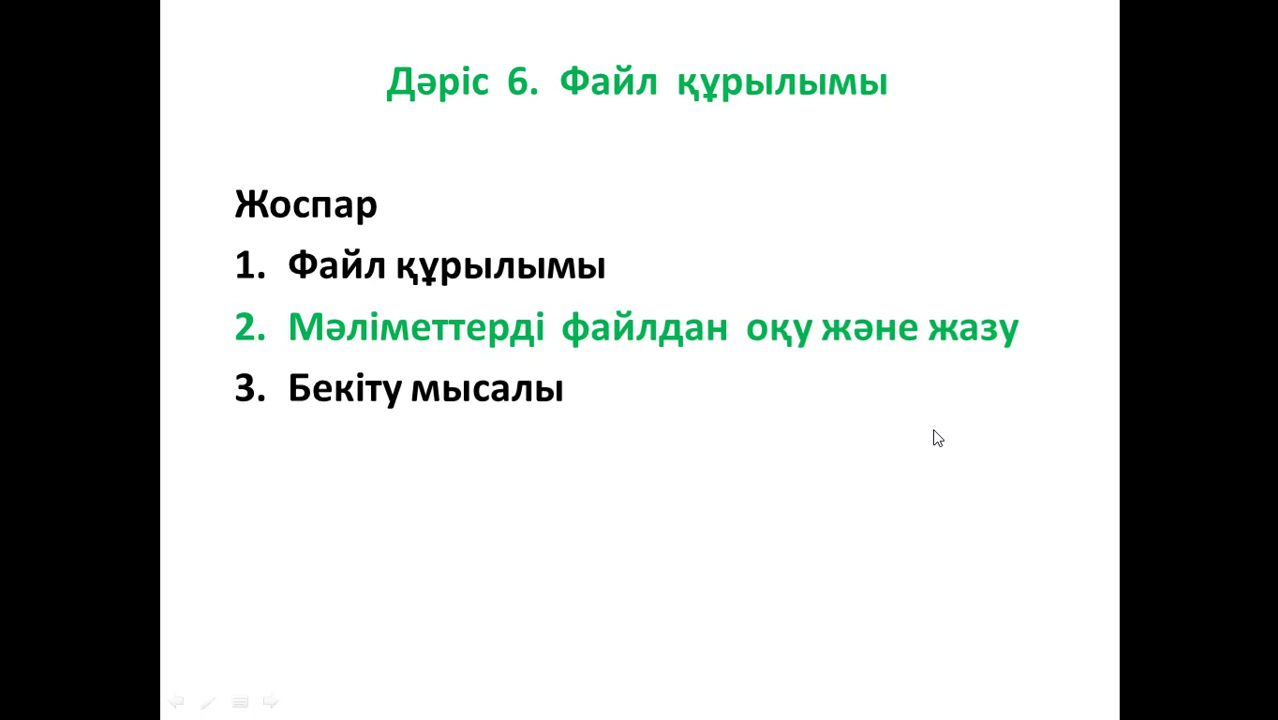 Дәріс 6. Файл құрылымы
Жоспар
1. Файл құрылымы
2. Мәліметтерді файлдан оқу және жазу
3. Бекіту мысалы